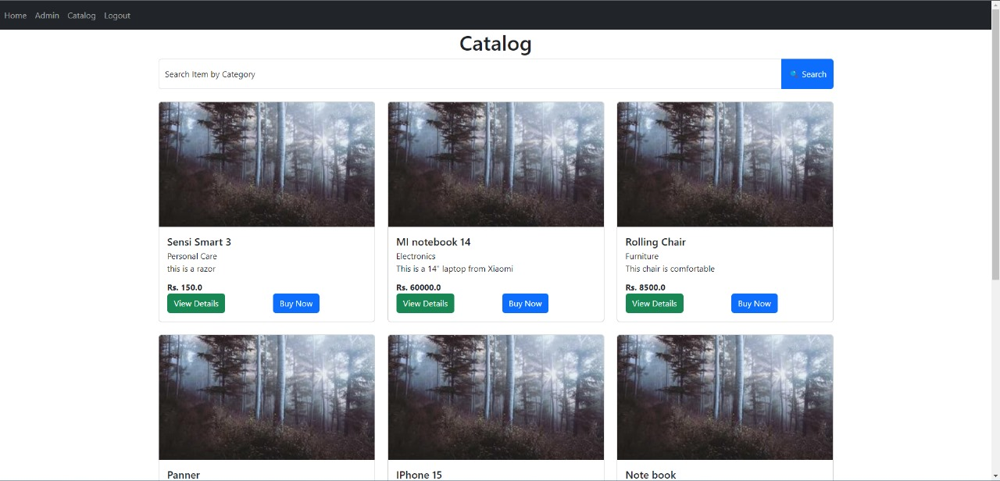 Home Admin Catalog Logout
Catalog
Search Item by Category
Search
Sensi Smart 3
Personal Care
this is a razor
Rs. 150.0
View Details Buy Now
MI notebook 14
Electronics
This is a 14" laptop from Xiaomi
Rs. 60000.0
View Details Buy Now
Rolling Chair
Furniture
This chair is comfortable
Rs. 8500.0
View Details Buy Now
Panner
IPhone 15
Note book